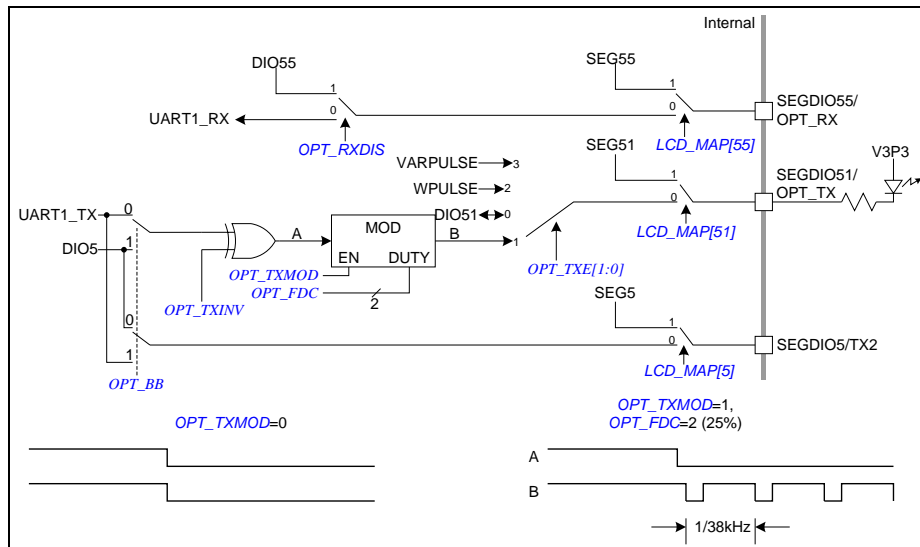 Internal
DIO55
SEG55
1
0
1
0
UART1_RX
OPT_RXDIS
LCD_MAP[55]
SEGDIO55/
OPT_RX
VARPULSE 3
WPULSE 2
DIO51 0
1
SEG51
1
0
LCD_MAP[51]
SEGDIO51/
OPT_TX
V3P3
UART1_TX
0
DIO5
1
A
MOD
EN DUTY
B
OPT_TXMOD
OPT_FDC
2
OPT_TXINV
OPT_TXE[1:0]
0
1
OPT_BB
SEG5
1
0
LCD_MAP[5]
SEGDIO5/TX2
OPT_TXMOD=0
OPT_TXMOD=1,
OPT_FDC=2 (25%)
A
B
1/38kHz